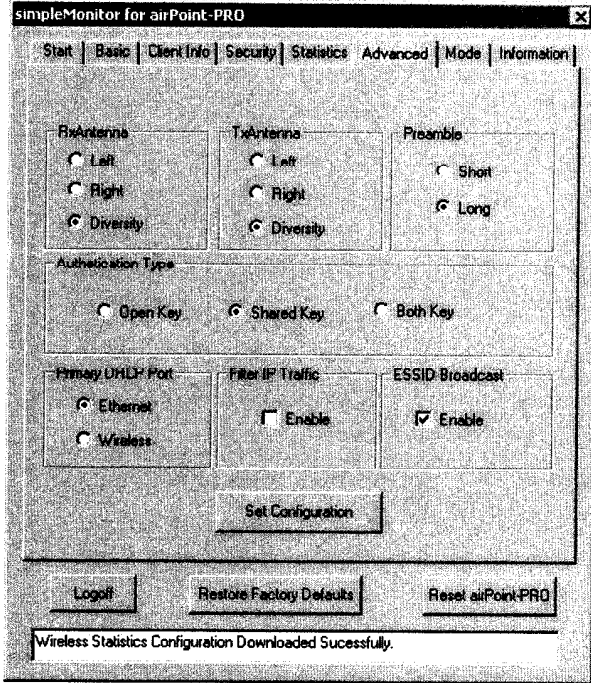 simpleMonitor for airPoint-PRO
Start Basic Client Info Security Statistics Advanced Mode Information
RxAntenna TxAntenna Preamble
Left Left Short
Right Right Long
Diversity Diversity
Authetication Type
Open Key Shared Key Both Key
Primary DHCP Port Filter IP Traffic ESSID Broadcast
Ethernet Enable Enable
Wireless
Set Configuration
Logoff Restore Factory Defaults Reset airPoint-PRO
Wireless Statistics Configuration Downloaded Sucessfully.